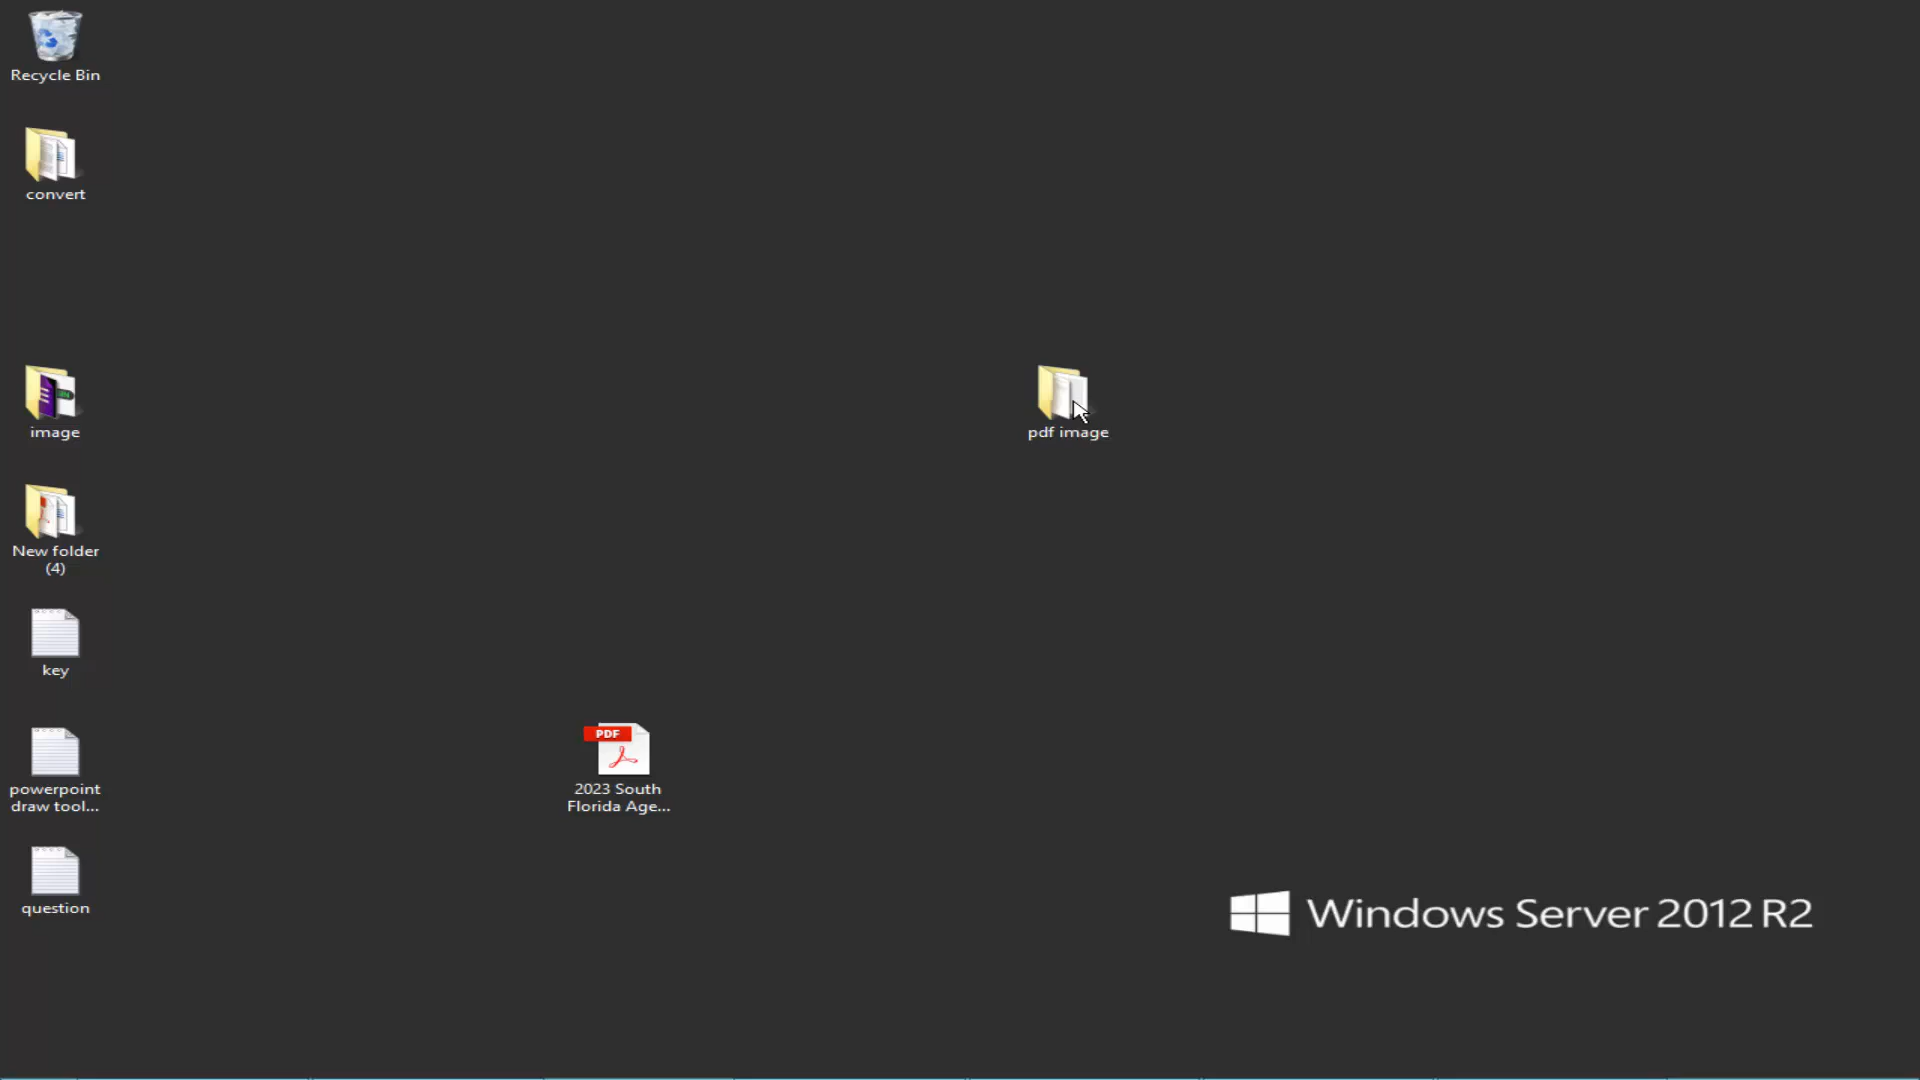 Recycle Bin
convert
image
pdf image
New folder
(4)
key
powerpoint
draw tool...
PDF
2023 South
Florida Age...
question
Windows Server 2012 R2